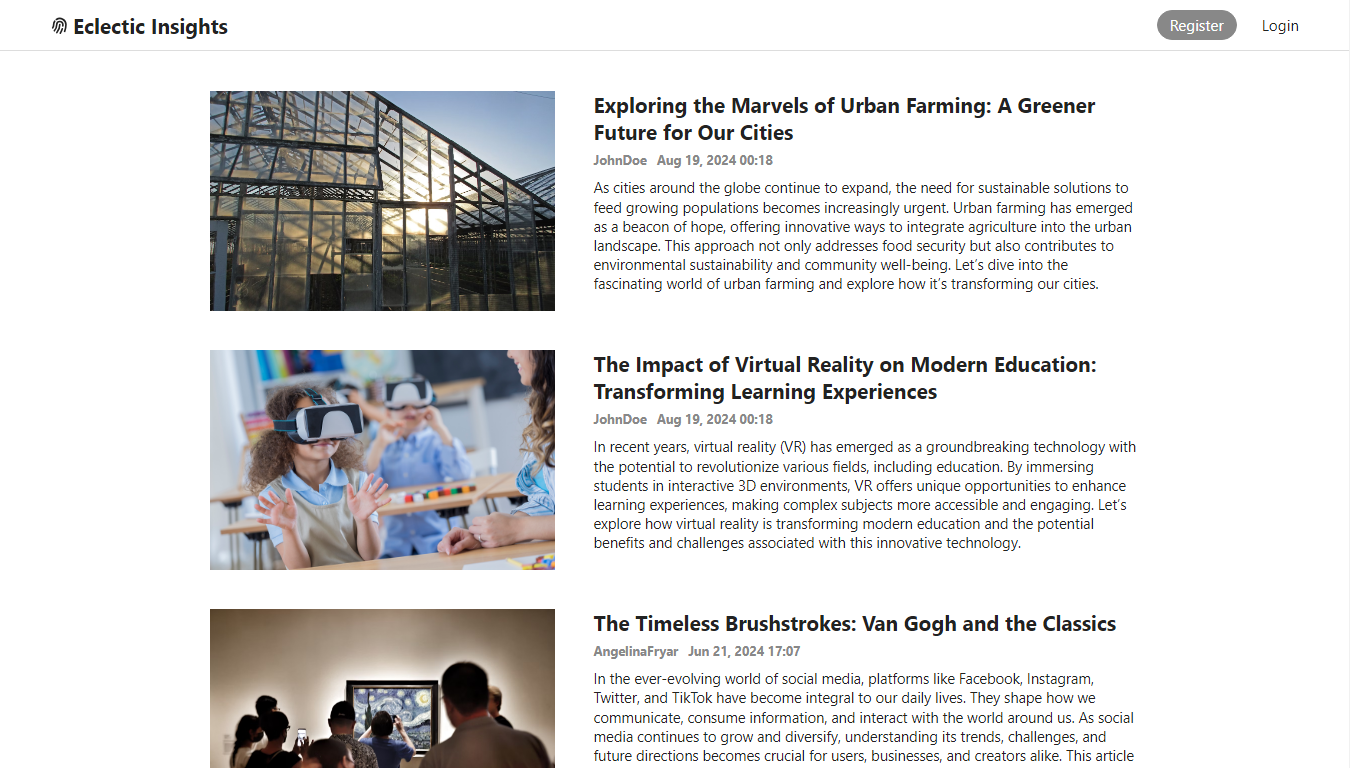 Eclectic Insights
Register
Login
Exploring the Marvels of Urban Farming: A Greener
Future for Our Cities
JohnDoe Aug 19, 2024 00:18
As cities around the globe continue to expand, the need for sustainable solutions to
feed growing populations becomes increasingly urgent. Urban farming has emerged
as a beacon of hope, offering innovative ways to integrate agriculture into the urban
landscape. This approach not only addresses food security but also contributes to
environmental sustainability and community well-being. Let’s dive into the
fascinating world of urban farming and explore how it’s transforming our cities.
The Impact of Virtual Reality on Modern Education:
Transforming Learning Experiences
JohnDoe Aug 19, 2024 00:18
In recent years, virtual reality (VR) has emerged as a groundbreaking technology with
the potential to revolutionize various fields, including education. By immersing
students in interactive 3D environments, VR offers unique opportunities to enhance
learning experiences, making complex subjects more accessible and engaging. Let’s
explore how virtual reality is transforming modern education and the potential
benefits and challenges associated with this innovative technology.
The Timeless Brushstrokes: Van Gogh and the Classics
AngelinaFryar Jun 21, 2024 17:07
In the ever-evolving world of social media, platforms like Facebook, Instagram,
Twitter, and TikTok have become integral to our daily lives. They shape how we
communicate, consume information, and interact with the world around us. As social
media continues to grow and diversify, understanding its trends, challenges, and
future directions becomes crucial for users, businesses, and creators alike. This article